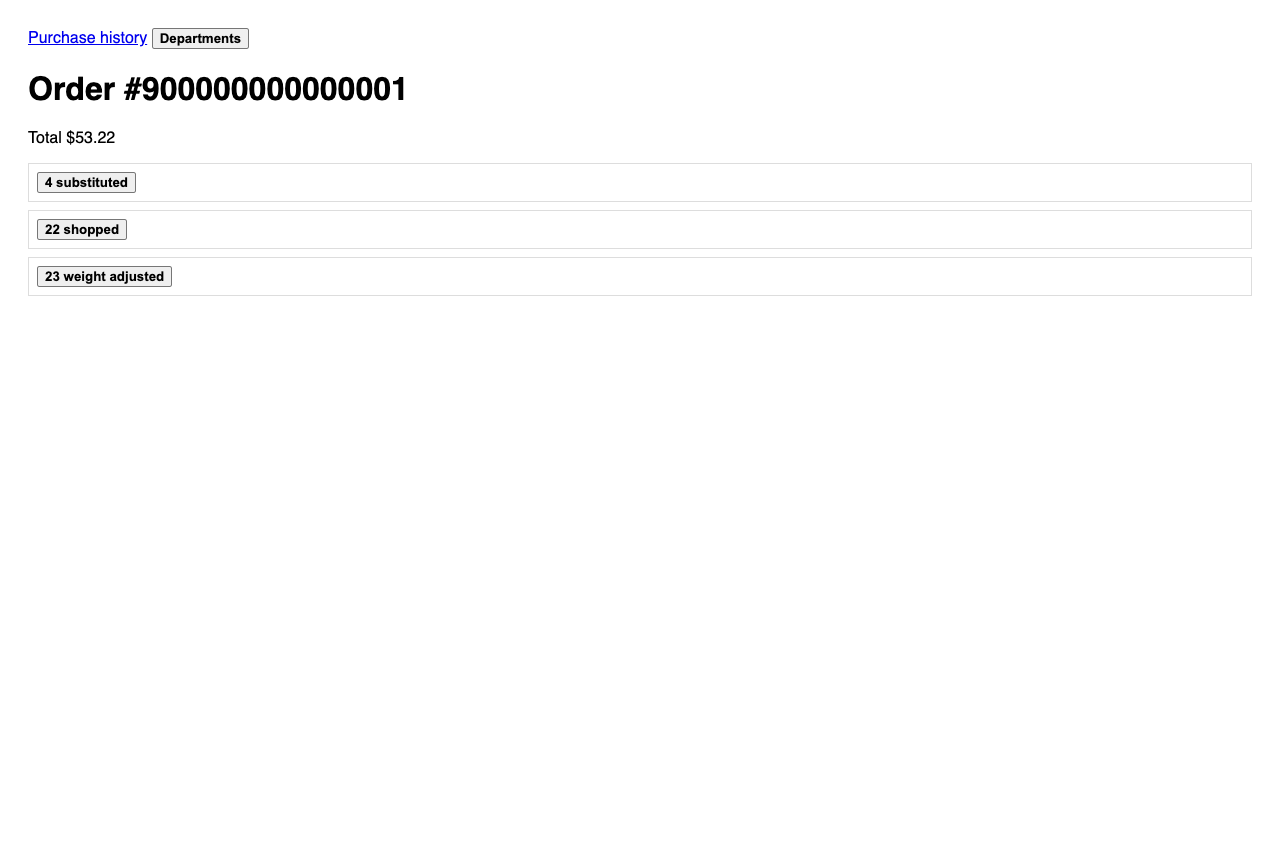 Purchase history Departments
Order #900000000000001
Total $53.22
4 substituted
22 shopped
23 weight adjusted